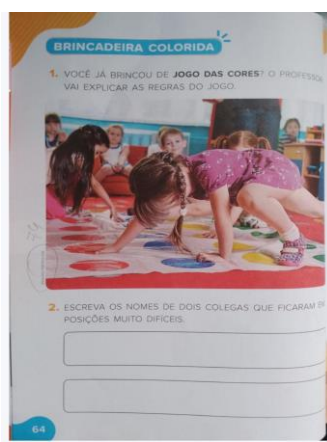 BRINCADEIRA COLORIDA
1. VOCÊ JÁ BRINCOU DE JOGO DAS CORES? O PROFESSOR
VAI EXPLICAR AS REGRAS DO JOGO.
2. ESCREVA OS NOMES DE DOIS COLEGAS QUE FICARAM EM
POSIÇÕES MUITO DIFÍCEIS.
64